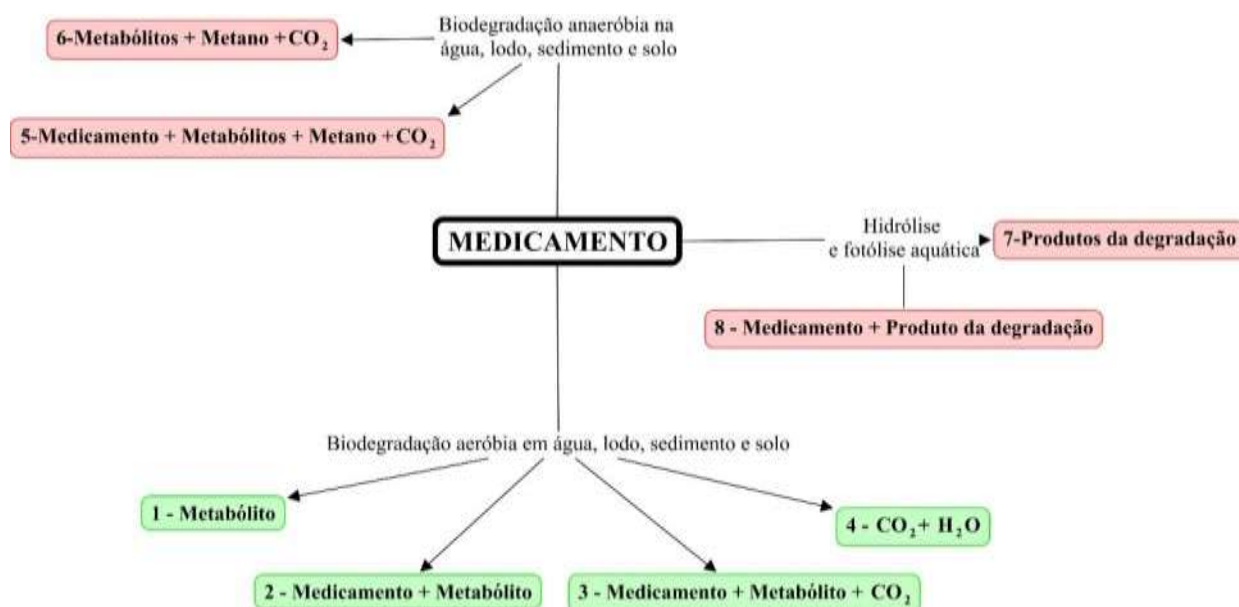 Biodegradação anaeróbia na
água, lodo, sedimento e solo
6-Metabólitos + Metano +CO₂
5-Medicamento + Metabólitos + Metano +CO₂
MEDICAMENTO
Hidrólise
e fotólise aquática
7-Produtos da degradação
8 - Medicamento + Produto da degradação
Biodegradação aeróbia em água, lodo, sedimento e solo
1 - Metabólito
2 - Medicamento + Metabólito
3 - Medicamento + Metabólito + CO₂
4 - CO₂+ H₂O